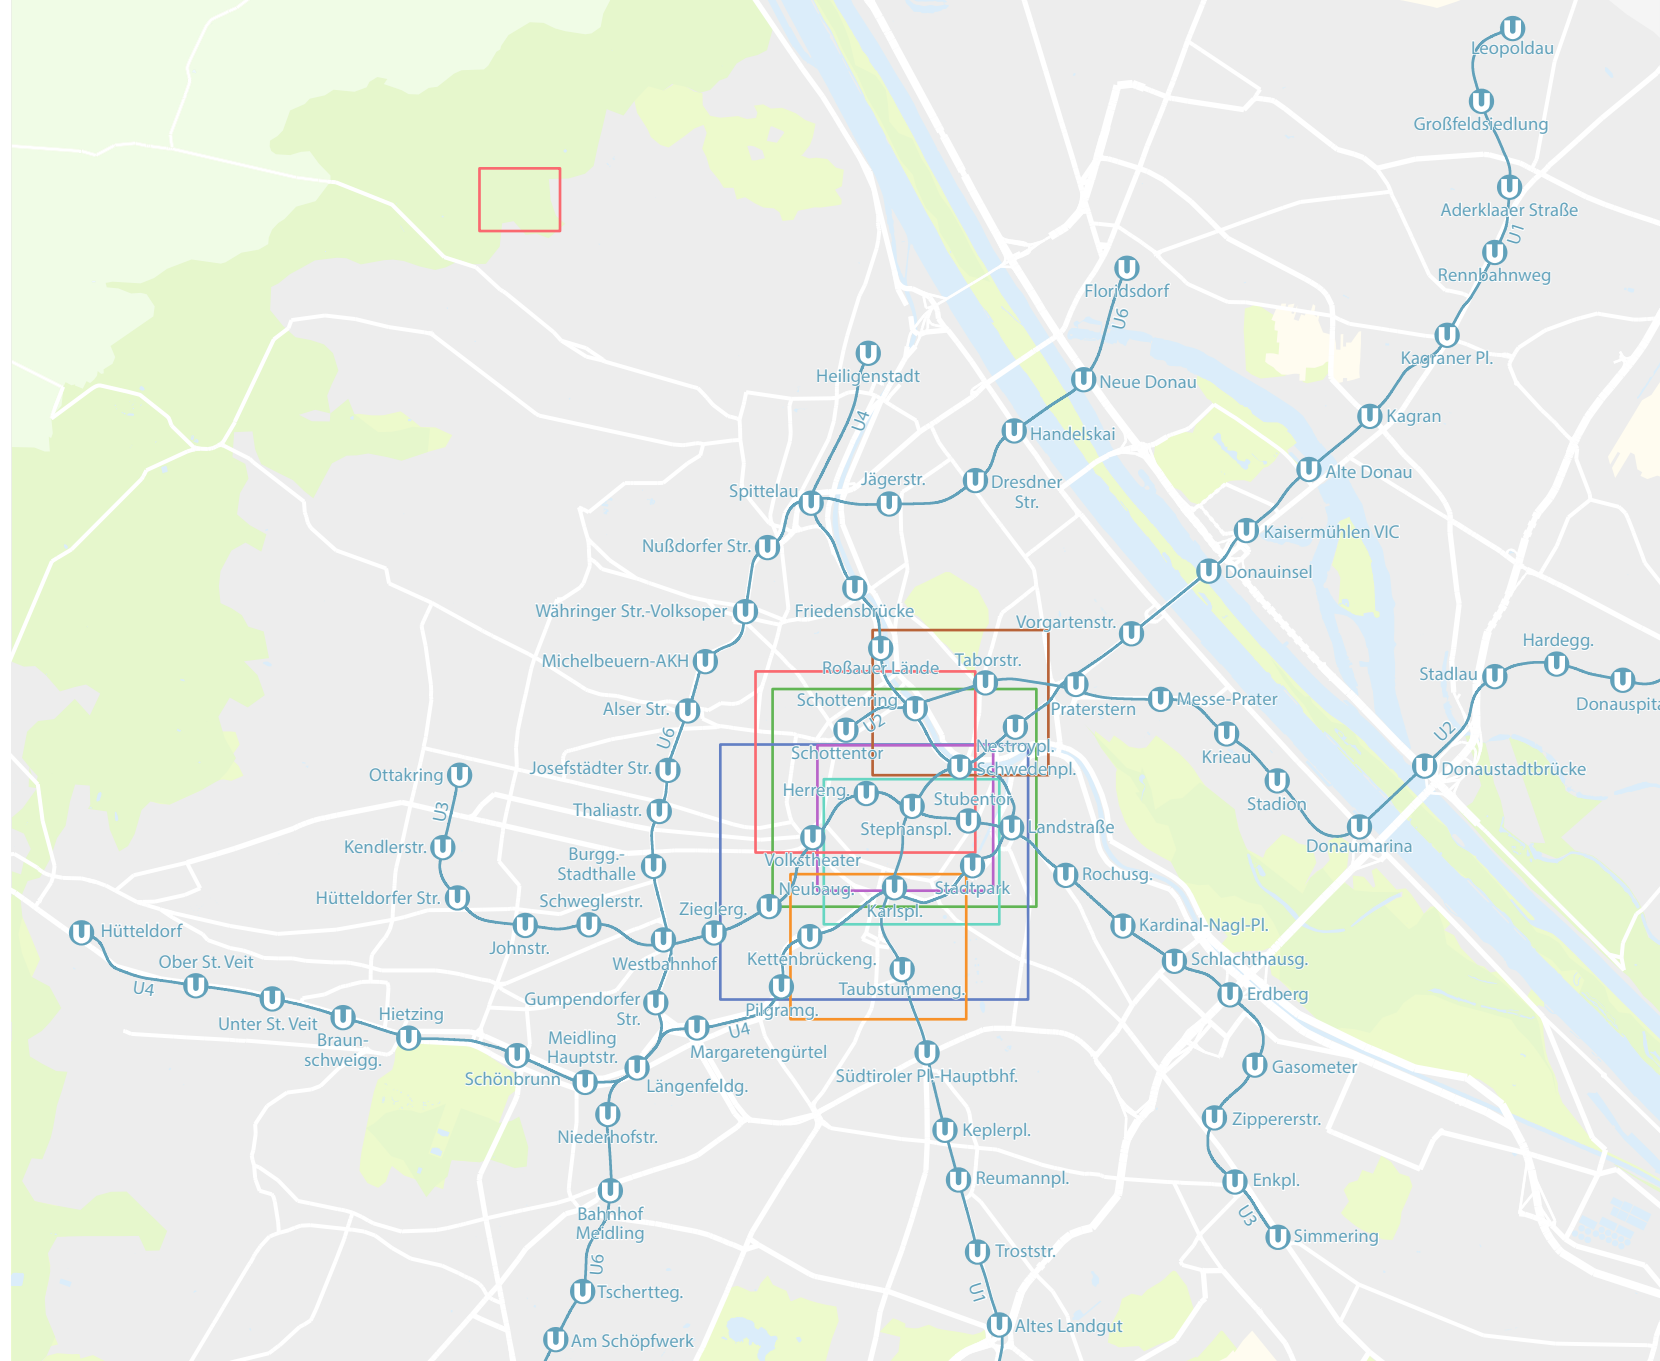 Leopoldau
Großfeldsiedlung
Aderklaaer Straße
U1
Rennbahnweg
Floridsdorf
U6
Kagraner Pl.
Heiligenstadt
Neue Donau
U4
Kagran
Handelskai
Alte Donau
Jägerstr.
Dresdner
Str.
Spittelau
Kaisermühlen VIC
Nußdorfer Str.
Donauinsel
Währinger Str.-Volksoper
Friedensbrücke
Vorgartenstr.
Hardegg.
Michelbeuern-AKH
Roßauer Lände
Taborstr.
Stadlau
Donauspita
Alser Str.
Schottenring
U2
Praterstern
Messe-Prater
U6
Schottentor
Nestroypl.
Krieau
U2
Ottakring
Josefstädter Str.
Schwedenpl.
Donaustadtbrücke
Herreng.
Stubentor
Stadion
U3
Thaliastr.
Stephanspl.
Landstraße
Kendlerstr.
Burgg.-
Stadthalle
Volkstheater
Donaumarina
Rochusg.
Hütteldorfer Str.
Schweglerstr.
Zieglerg.
Neubaug.
Stadtpark
Karlspl.
Hütteldorf
Johnstr.
Kardinal-Nagl-Pl.
Ober St. Veit
Westbahnhof
Kettenbrückeng.
Schlachthausg.
U4
Taubstummeng.
Erdberg
Unter St. Veit
Hietzing
Gumpendorfer
Str.
Pilgramg.
Braun-
schweigg.
Meidling
Hauptstr.
U4
Margaretengürtel
Schönbrunn
Längenfeldg.
Südtiroler Pl.-Hauptbhf.
Gasometer
Niederhofstr.
Keplerpl.
Zippererstr.
Reumannpl.
Enkpl.
Bahnhof
Meidling
U3
Simmering
U6
Troststr.
Tschertteg.
U1
Altes Landgut
Am Schöpfwerk